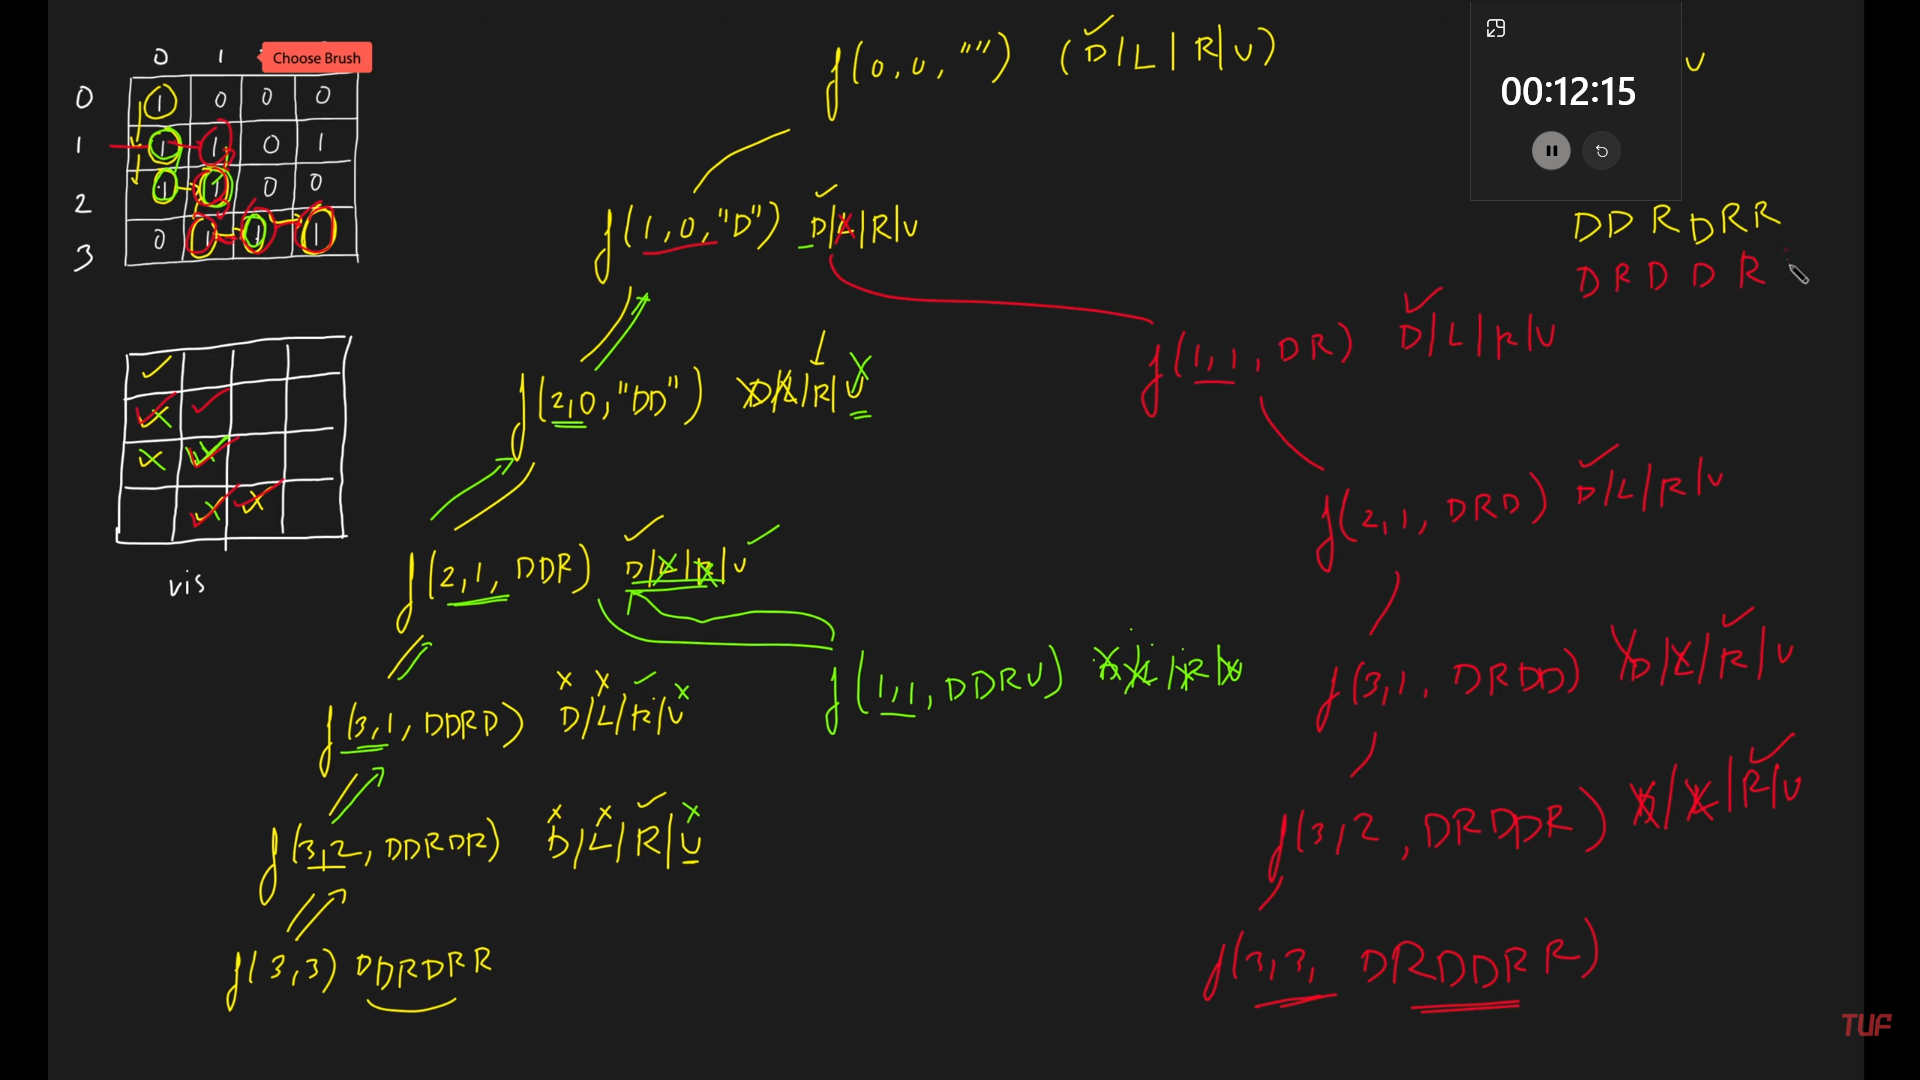 f(0,0,"") (D/L|R|U)
0 1
Choose Brush
00:12:15
U
0 1 0 0 0
1 1 1 0 1
2 1 1 0 0
3 0 1 1 1
f(1,0,"D") D/L|R|U
DDRDRR
DRDDR
f(1,1,DR) D/L|R|U
f(2,0,"DD") D/L|R|U
f(2,1,DRD) D/L/R/U
f(2,1,DDR) D|L|R|U
vis
f(3,1,DRDD) D/L/R/U
f(1,1,DDRU) D/L/R/U
f(3,1,DDRD) D/L/R/U
f(3,2,DRDDR) D/L/R/U
f(3,2,DDRDR) D/L/R/U
f(3,3) DDRDRR
f(3,3, DRDDRR)
TUF